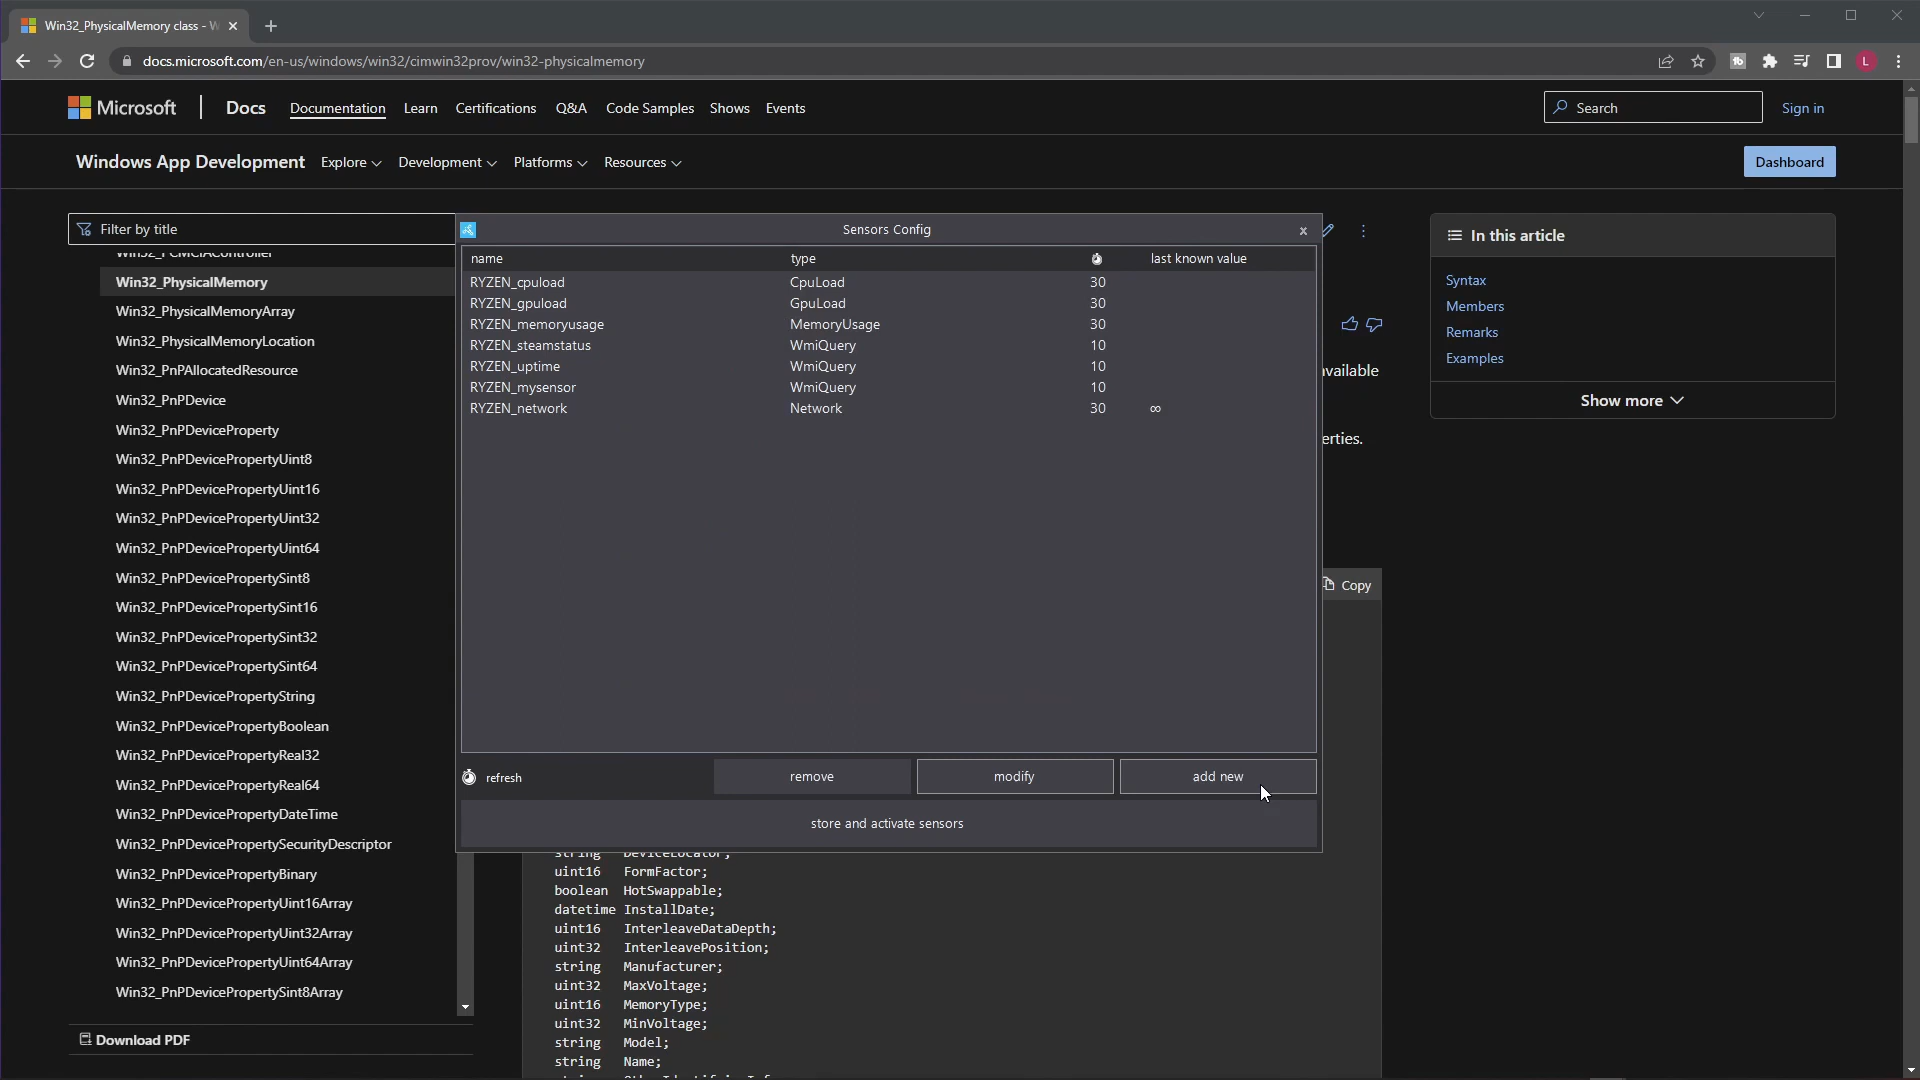 Win32_PhysicalMemory class - W
docs.microsoft.com/en-us/windows/win32/cimwin32prov/win32-physicalmemory
L
Microsoft
Docs
Documentation
Learn
Certifications
Q&A
Code Samples
Shows
Events
Search
Sign in
Windows App Development
Explore
Development
Platforms
Resources
Dashboard
Filter by title
Win32_PCMCIAController
Win32_PhysicalMemory
Win32_PhysicalMemoryArray
Win32_PhysicalMemoryLocation
Win32_PnPAllocatedResource
Win32_PnPDevice
Win32_PnPDeviceProperty
Win32_PnPDevicePropertyUint8
Win32_PnPDevicePropertyUint16
Win32_PnPDevicePropertyUint32
Win32_PnPDevicePropertyUint64
Win32_PnPDevicePropertySint8
Win32_PnPDevicePropertySint16
Win32_PnPDevicePropertySint32
Win32_PnPDevicePropertySint64
Win32_PnPDevicePropertyString
Win32_PnPDevicePropertyBoolean
Win32_PnPDevicePropertyReal32
Win32_PnPDevicePropertyReal64
Win32_PnPDevicePropertyDateTime
Win32_PnPDevicePropertySecurityDescriptor
Win32_PnPDevicePropertyBinary
Win32_PnPDevicePropertyUint16Array
Win32_PnPDevicePropertyUint32Array
Win32_PnPDevicePropertyUint64Array
Win32_PnPDevicePropertySint8Array
Download PDF
Sensors Config
x
name type last known value
RYZEN_cpuload CpuLoad 30
RYZEN_gpuload GpuLoad 30
RYZEN_memoryusage MemoryUsage 30
RYZEN_steamstatus WmiQuery 10
RYZEN_uptime WmiQuery 10
RYZEN_mysensor WmiQuery 10
RYZEN_network Network 30 ∞
refresh
remove
modify
add new
store and activate sensors
vailable
erties.
Copy
string DeviceLocator;
uint16 FormFactor;
boolean HotSwappable;
datetime InstallDate;
uint16 InterleaveDataDepth;
uint32 InterleavePosition;
string Manufacturer;
uint32 MaxVoltage;
uint16 MemoryType;
uint32 MinVoltage;
string Model;
string Name;
In this article
Syntax
Members
Remarks
Examples
Show more